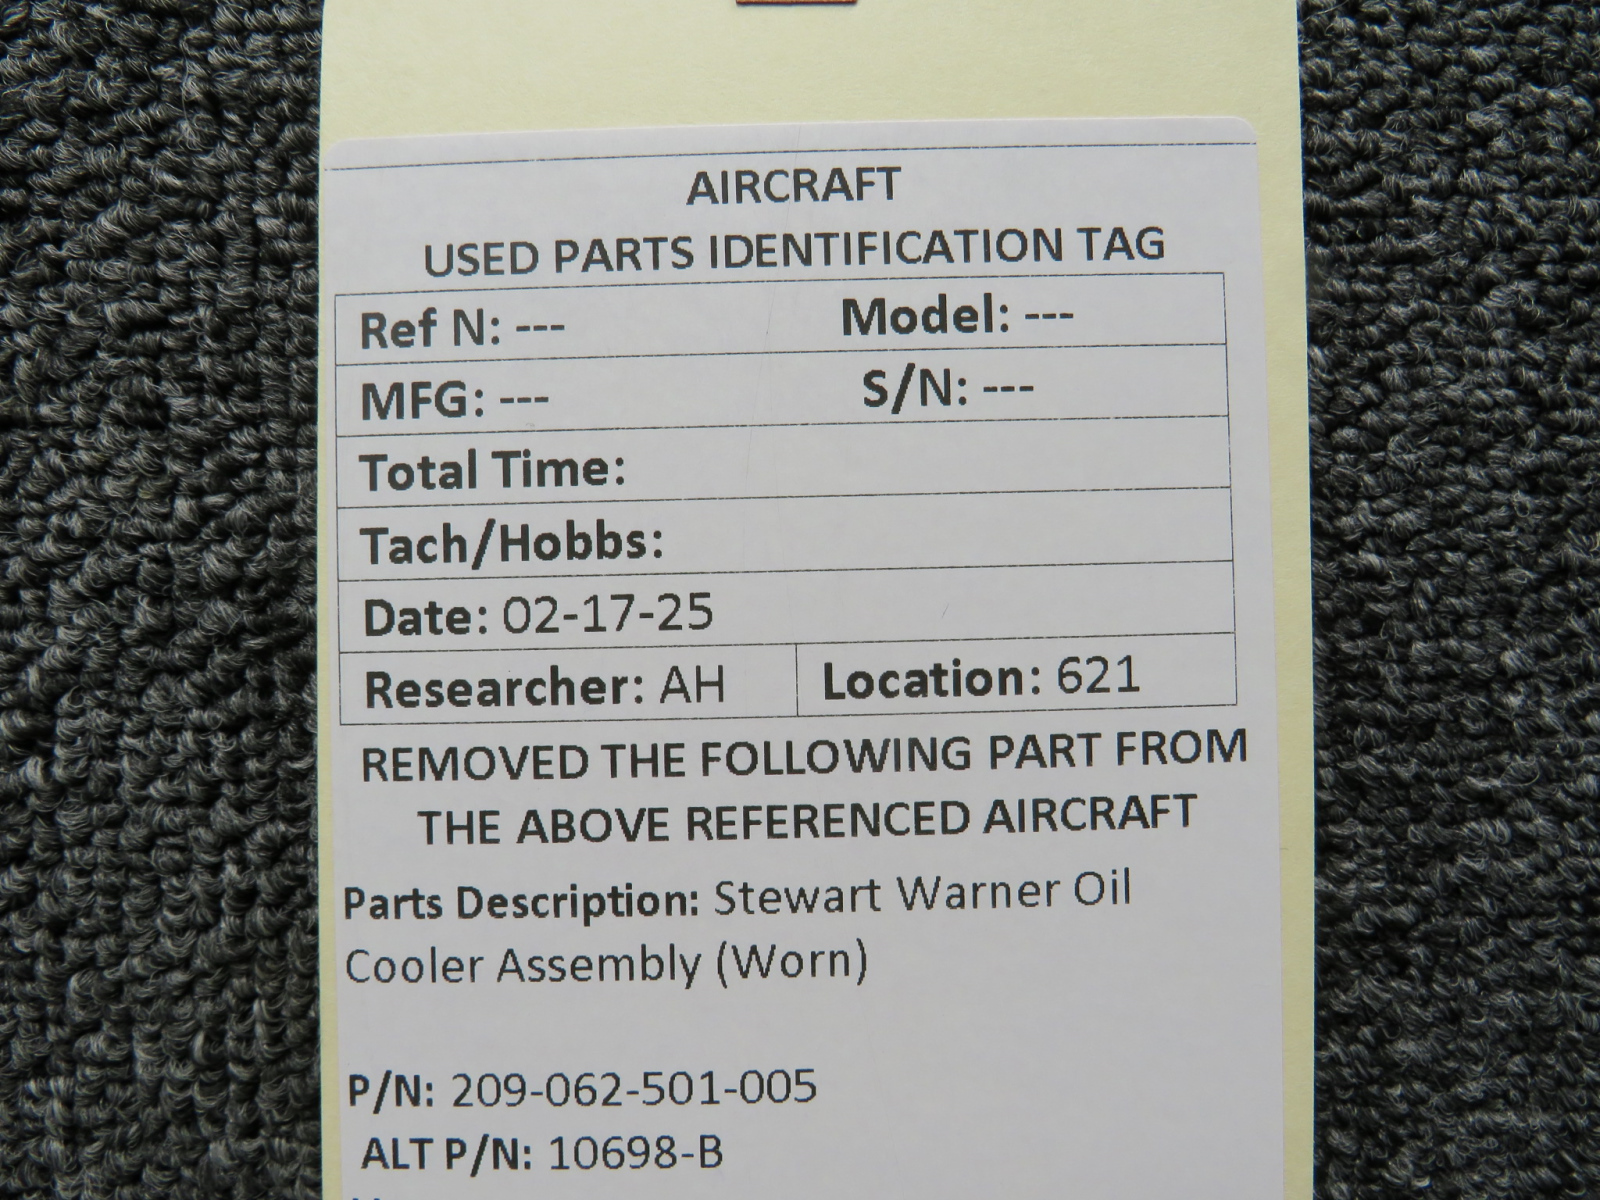 AIRCRAFT
USED PARTS IDENTIFICATION TAG
Ref N: --- Model: ---
MFG: --- S/N: ---
Total Time:
Tach/Hobbs:
Date: 02-17-25
Researcher: AH Location: 621
REMOVED THE FOLLOWING PART FROM
THE ABOVE REFERENCED AIRCRAFT
Parts Description: Stewart Warner Oil
Cooler Assembly (Worn)
P/N: 209-062-501-005
ALT P/N: 10698-B